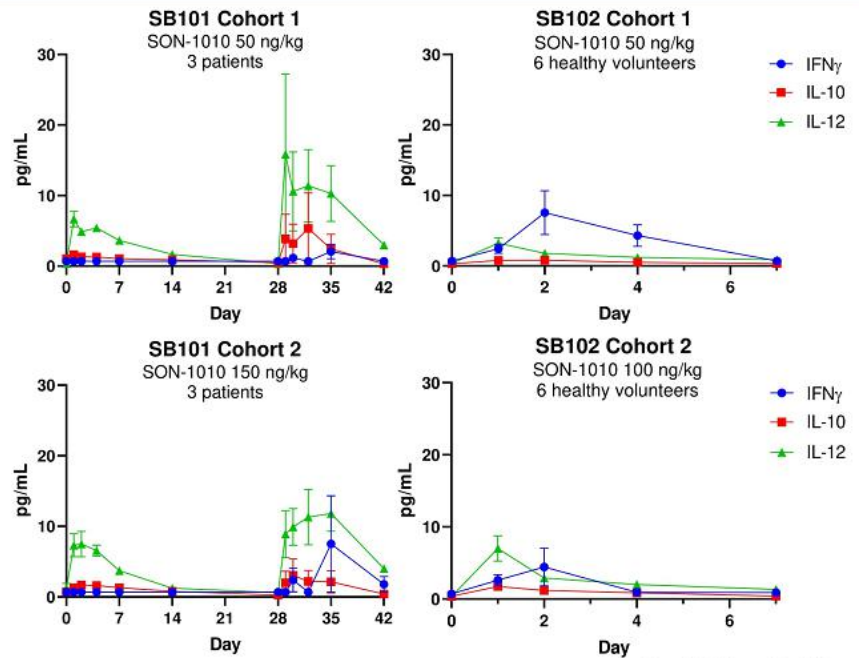 SB101 Cohort 1
SON-1010 50 ng/kg
3 patients
30
20
10
0
pg/mL
0 7 14 21 28 35 42
Day
SB102 Cohort 1
SON-1010 50 ng/kg
6 healthy volunteers
30
20
10
0
pg/mL
0 2 4 6
Day
IFNγ
IL-10
IL-12
SB101 Cohort 2
SON-1010 150 ng/kg
3 patients
30
20
10
0
pg/mL
0 7 14 21 28 35 42
Day
SB102 Cohort 2
SON-1010 100 ng/kg
6 healthy volunteers
30
20
10
0
pg/mL
0 2 4 6
Day
IFNγ
IL-10
IL-12